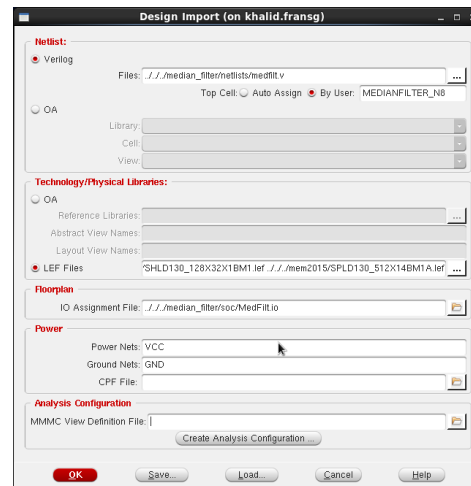 Design Import (on khalid.fransg)
Netlist:
Verilog
Files: ../../../median_filter/netlists/medfilt.v ...
Top Cell: Auto Assign By User: MEDIANFILTER_N8
OA
Library:
Cell:
View:
Technology/Physical Libraries:
OA
Reference Libraries: ...
Abstract View Names:
Layout View Names:
LEF Files /SHLD130_128X32X1BM1.lef ../../../mem2015/SPLD130_512X14BM1A.lef ...
Floorplan
IO Assignment File: ../../../median_filter/soc/MedFilt.io
Power
Power Nets: VCC
Ground Nets: GND
CPF File:
Analysis Configuration
MMMC View Definition File:
Create Analysis Configuration ...
OK Save... Load... Cancel Help